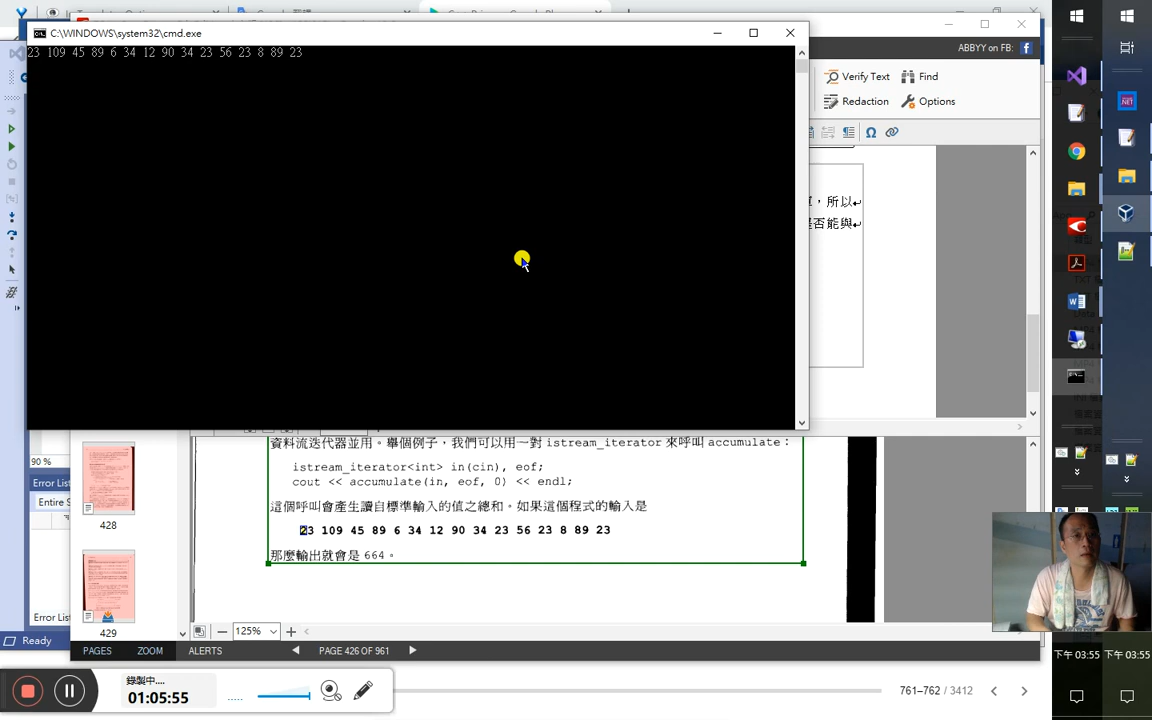 C:\WINDOWS\system32\cmd.exe
23 109 45 89 6 34 12 90 34 23 56 23 8 89 23
ABBYY on FB:
Verify Text
Find
Redaction
Options
,所以
否能與
資料流迭代器並用。舉個例子,我們可以用一對 istream_iterator 來呼叫 accumulate:
istream_iterator<int> in(cin), eof;
cout << accumulate(in, eof, 0) << endl;
這個呼叫會產生讀自標準輸入的值之總和。如果這個程式的輸入是
23 109 45 89 6 34 12 90 34 23 56 23 8 89 23
那麼輸出就會是 664。
90 %
Error List
Entire S
Error List
Ready
428
429
125%
PAGES
ZOOM
ALERTS
PAGE 426 OF 961
錄製中....
01:05:55
761–762 / 3412
下午 03:55
下午 03:55